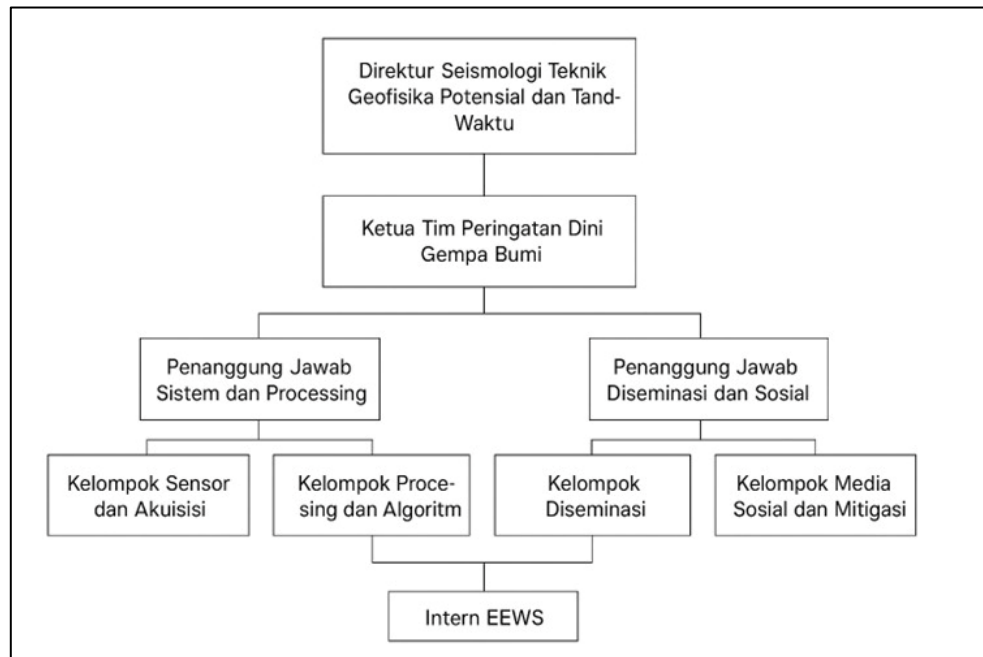 Direktur Seismologi Teknik
Geofisika Potensial dan Tand-
Waktu
Ketua Tim Peringatan Dini
Gempa Bumi
Penanggung Jawab
Sistem dan Processing
Penanggung Jawab
Diseminasi dan Sosial
Kelompok Sensor
dan Akuisisi
Kelompok Proce-
sing dan Algoritm
Kelompok
Diseminasi
Kelompok Media
Sosial dan Mitigasi
Intern EEWS